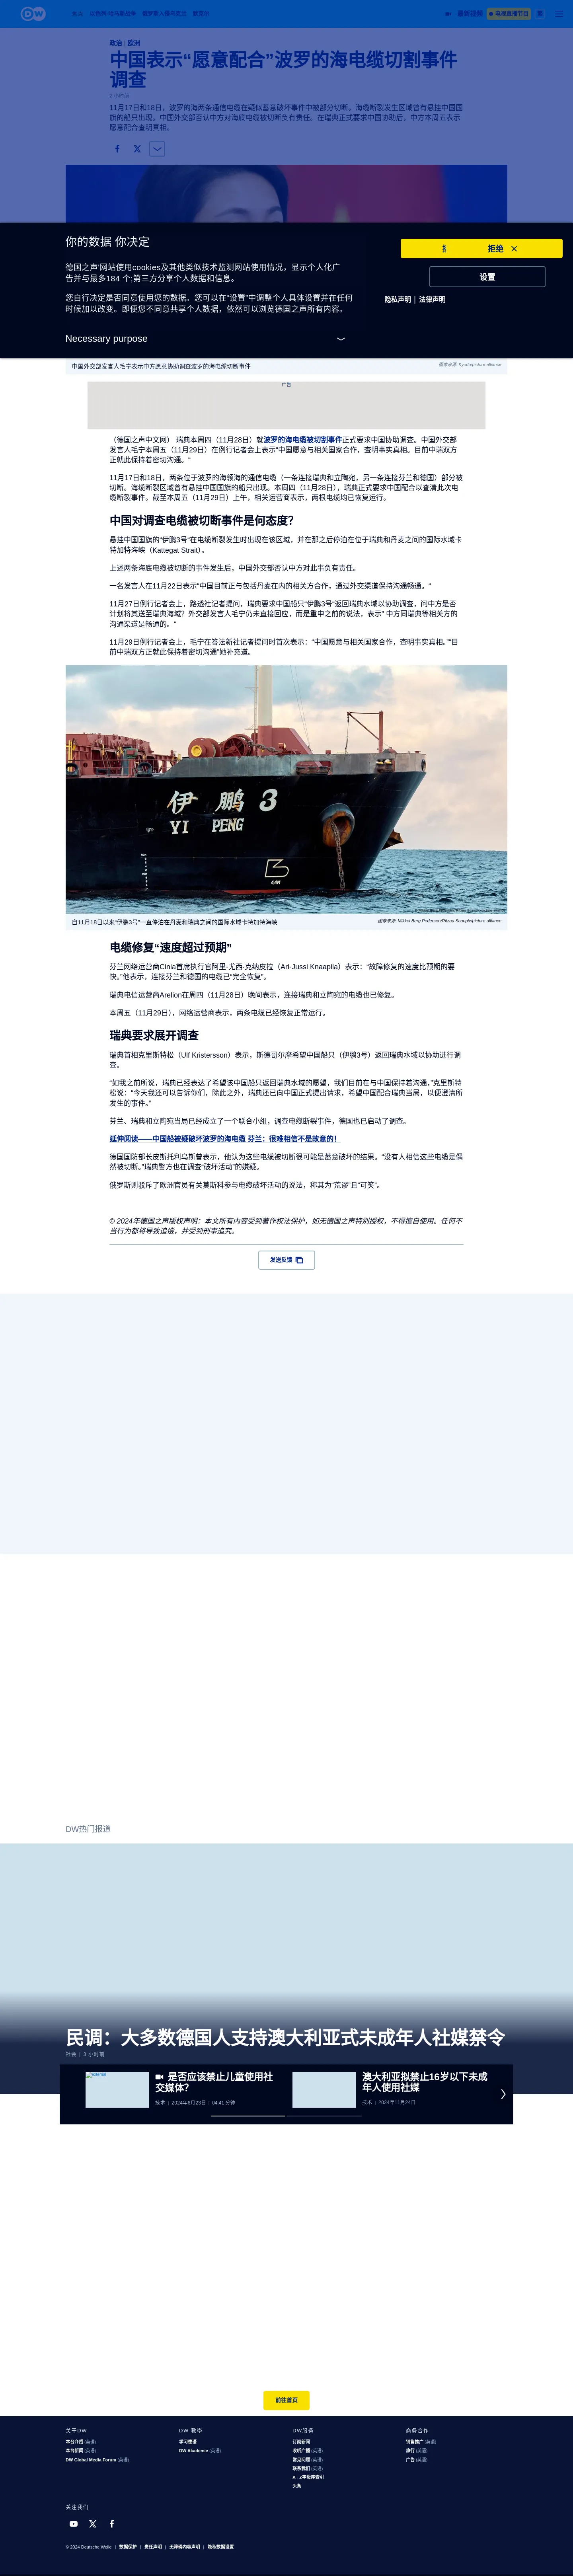 DW
政治 | 欧洲
中国表示“愿意配合”波罗的海电缆切割事件
调查
11月17日和18日，波罗的海两条通信电缆在疑似蓄意破坏事件中被部分切断。海缆断裂发生区域曾有悬挂中国国
旗的船只出现。中国外交部否认中方对海底电缆被切断负有责任。在瑞典正式要求中国协助后，中方本周五表示
愿意配合查明真相。
你的数据 你决定
德国之声'网站使用cookies及其他类似技术监测网站使用情况，显示个人化广
告并与最多184 个;第三方分享个人数据和信息。
您自行决定是否同意使用您的数据。您可以在“设置”中调整个人具体设置并在任何
时候加以改变。即便您不同意共享个人数据，依然可以浏览德国之声所有内容。
Necessary purpose
拒绝
设置
隐私声明 | 法律声明
中国外交部发言人毛宁表示中方愿意协助调查波罗的海电缆切断事件
图像来源: Kyodo/picture alliance
广告
（德国之声中文网） 瑞典本周四（11月28日）就波罗的海电缆被切割事件正式要求中国协助调查。中国外交部
发言人毛宁本周五（11月29日）在例行记者会上表示“中国愿意与相关国家合作，查明事实真相。目前中瑞双方
正就此保持着密切沟通。”
11月17日和18日，两条位于波罗的海领海的通信电缆（一条连接瑞典和立陶宛，另一条连接芬兰和德国）部分被
切断。海缆断裂区域曾有悬挂中国国旗的船只出现。本周四（11月28日），瑞典正式要求中国配合以查清此次电
缆断裂事件。截至本周五（11月29日）上午，相关运营商表示，两根电缆均已恢复运行。
中国对调查电缆被切断事件是何态度？
悬挂中国国旗的“伊鹏3号”在电缆断裂发生时出现在该区域，并在那之后停泊在位于瑞典和丹麦之间的国际水域卡
特加特海峡（Kattegat Strait）。
上述两条海底电缆被切断的事件发生后，中国外交部否认中方对此事负有责任。
一名发言人在11月22日表示“中国目前正与包括丹麦在内的相关方合作，通过外交渠道保持沟通畅通。”
11月27日例行记者会上，路透社记者提问，瑞典要求中国船只“伊鹏3号”返回瑞典水域以协助调查，问中方是否
计划将其送至瑞典海域？外交部发言人毛宁仍未直接回应，而是重申之前的说法，表示“ 中方同瑞典等相关方的
沟通渠道是畅通的。”
11月29日例行记者会上，毛宁在答法新社记者提问时首次表示：“中国愿意与相关国家合作，查明事实真相。”“目
前中瑞双方正就此保持着密切沟通”她补充道。
伊鹏3
YI PENG
自11月18日以来“伊鹏3号”一直停泊在丹麦和瑞典之间的国际水域卡特加特海峡
图像来源: Mikkel Berg Pedersen/Ritzau Scanpix/picture alliance
电缆修复“速度超过预期”
芬兰网络运营商Cinia首席执行官阿里-尤西·克纳皮拉（Ari-Jussi Knaapila）表示：“故障修复的速度比预期的要
快。”他表示，连接芬兰和德国的电缆已“完全恢复”。
瑞典电信运营商Arelion在周四（11月28日）晚间表示，连接瑞典和立陶宛的电缆也已修复。
本周五（11月29日），网络运营商表示，两条电缆已经恢复正常运行。
瑞典要求展开调查
瑞典首相克里斯特松（Ulf Kristersson）表示，斯德哥尔摩希望中国船只（伊鹏3号）返回瑞典水域以协助进行调
查。
“如我之前所说，瑞典已经表达了希望该中国船只返回瑞典水域的愿望，我们目前在与中国保持着沟通，”克里斯特
松说：“今天我还可以告诉你们，除此之外，瑞典还已向中国正式提出请求，希望中国配合瑞典当局，以便澄清所
发生的事件。”
芬兰、瑞典和立陶宛当局已经成立了一个联合小组，调查电缆断裂事件，德国也已启动了调查。
延伸阅读——中国船被疑破坏波罗的海电缆 芬兰：很难相信不是故意的！
德国国防部长皮斯托利乌斯曾表示，他认为这些电缆被切断很可能是蓄意破坏的结果。“没有人相信这些电缆是偶
然被切断。”瑞典警方也在调查“破坏活动”的嫌疑。
俄罗斯则驳斥了欧洲官员有关莫斯科参与电缆破坏活动的说法，称其为“荒谬”且“可笑”。
© 2024年德国之声版权声明：本文所有内容受到著作权法保护，如无德国之声特别授权，不得擅自使用。任何不
当行为都将导致追偿，并受到刑事追究。
发送反馈
DW热门报道
民调：大多数德国人支持澳大利亚式未成年人社媒禁令
社会 | 3 小时前
是否应该禁止儿童使用社
交媒体？
技术 | 2024年8月23日 | 04:41 分钟
澳大利亚拟禁止16岁以下未成
年人使用社媒
技术 | 2024年11月24日
前往首页
关于DW
本台介绍 (英语)
本台新闻 (英语)
DW Global Media Forum (英语)
DW 教学
学习德语
DW Akademie (英语)
DW服务
订阅新闻
收听广播 (英语)
常见问题 (英语)
联系我们 (英语)
A - Z字母序索引
头条
商务合作
销售推广 (英语)
旅行 (英语)
广告 (英语)
关注我们
© 2024 Deutsche Welle | 数据保护 | 责任声明 | 无障碍内容声明 | 隐私数据设置